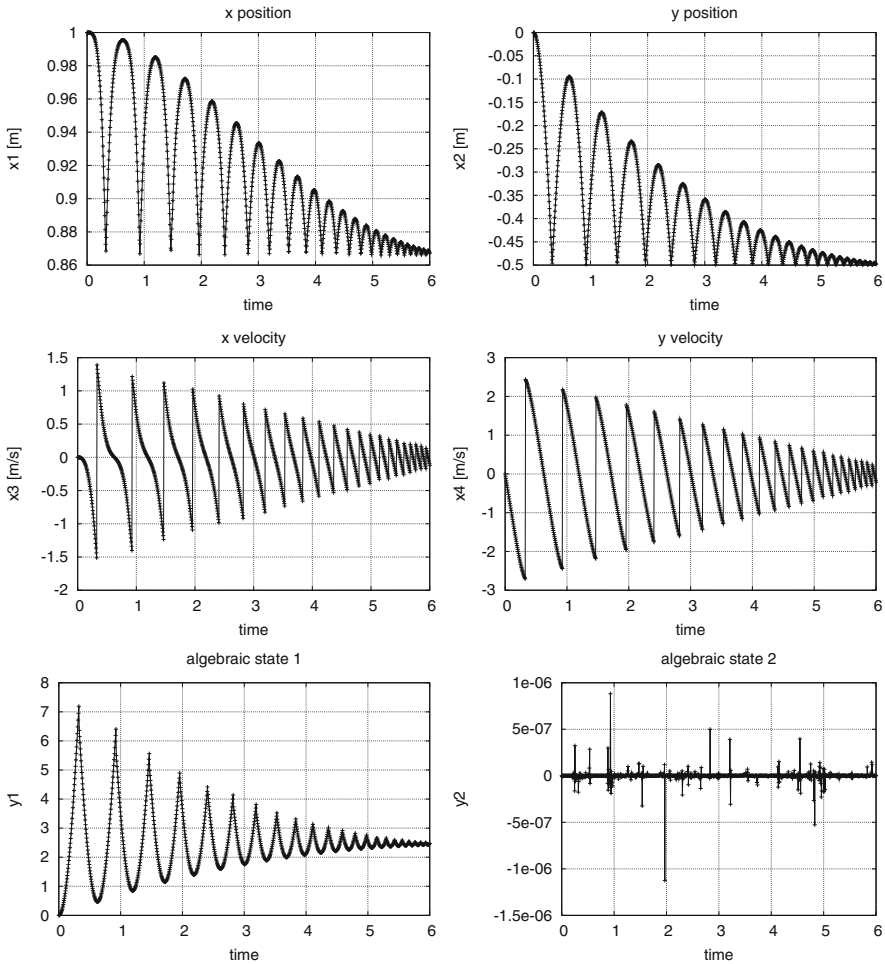 x position
x1 [m]
1
0.98
0.96
0.94
0.92
0.9
0.88
0.86
0 1 2 3 4 5 6
time
y position
x2 [m]
0
-0.05
-0.1
-0.15
-0.2
-0.25
-0.3
-0.35
-0.4
-0.45
-0.5
0 1 2 3 4 5 6
time
x velocity
x3 [m/s]
1.5
1
0.5
0
-0.5
-1
-1.5
-2
0 1 2 3 4 5 6
time
y velocity
x4 [m/s]
3
2
1
0
-1
-2
-3
0 1 2 3 4 5 6
time
algebraic state 1
y1
8
7
6
5
4
3
2
1
0
0 1 2 3 4 5 6
time
algebraic state 2
y2
1e-06
5e-07
0
-5e-07
-1e-06
-1.5e-06
0 1 2 3 4 5 6
time